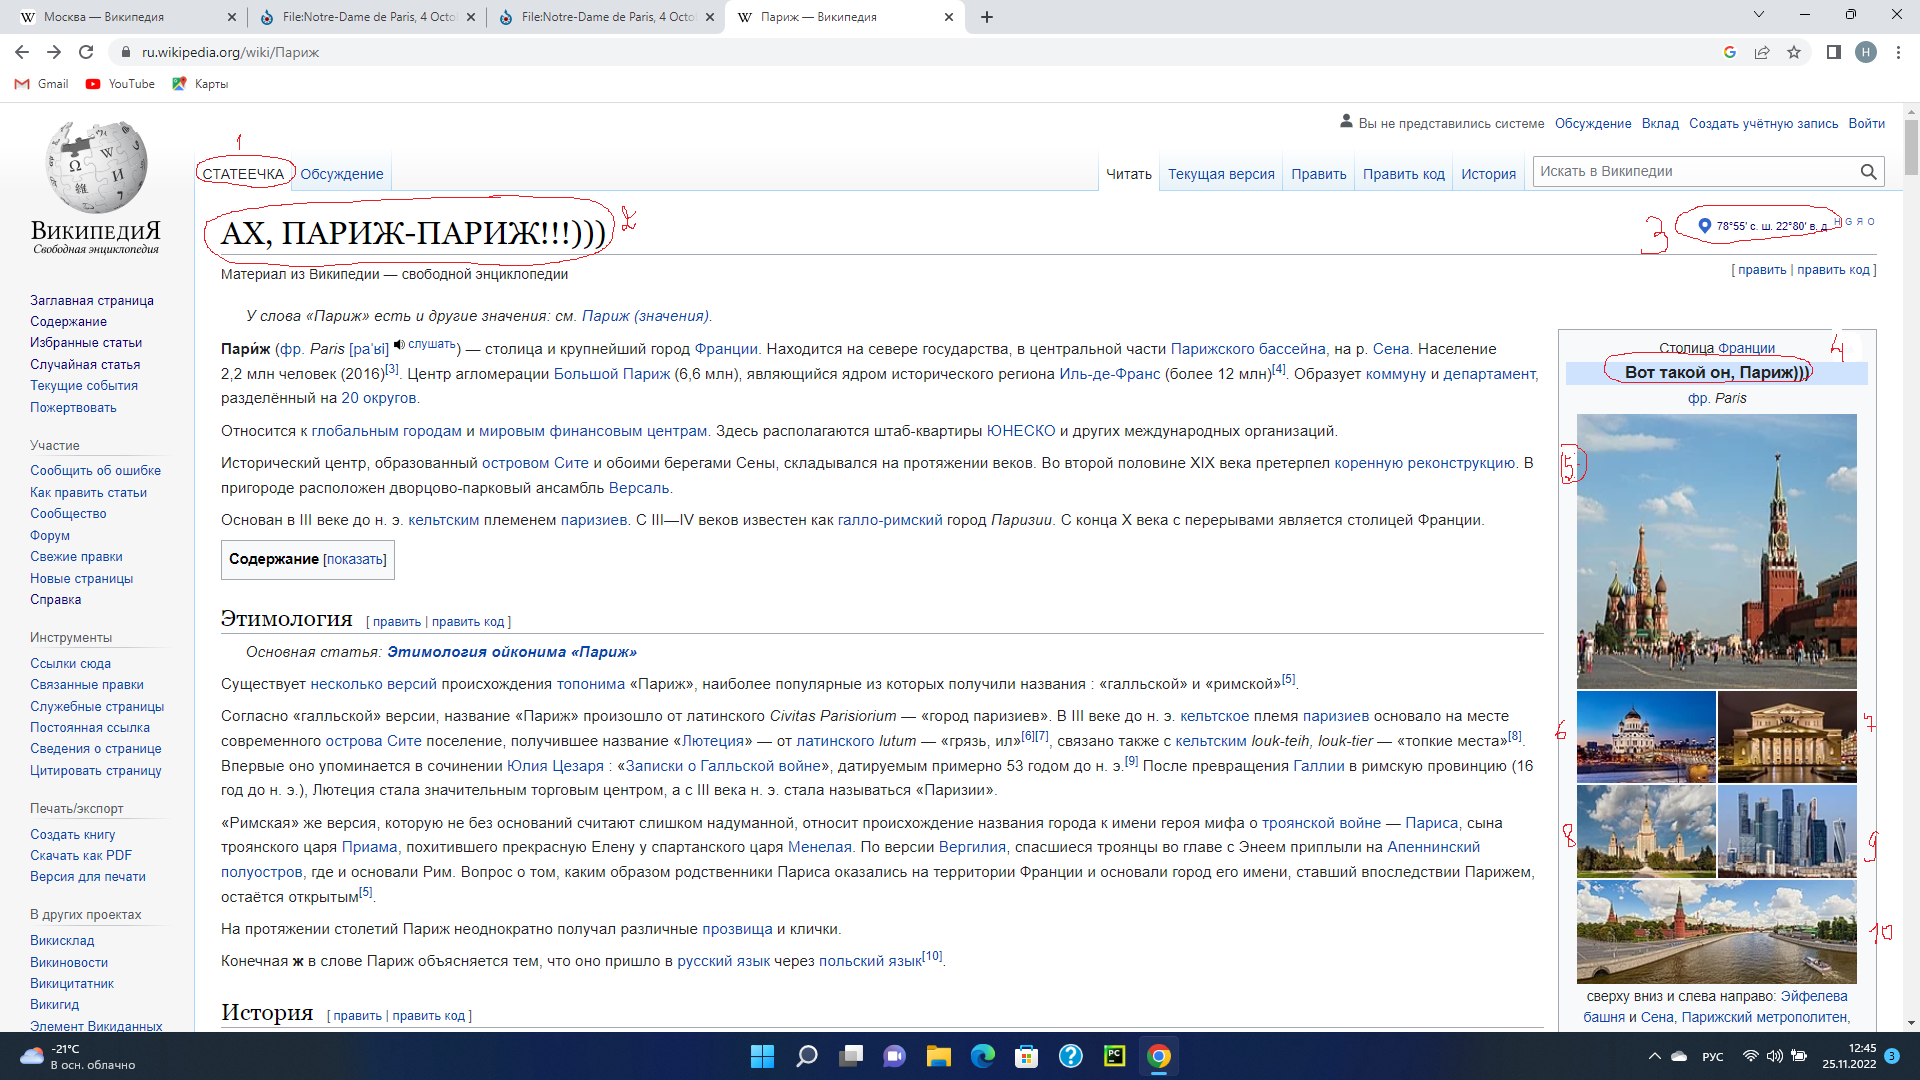 Москва — Википедия
File:Notre-Dame de Paris, 4 Octo
File:Notre-Dame de Paris, 4 Octo
Париж — Википедия
ru.wikipedia.org/wiki/Париж
Н
Gmail YouTube Карты
Вы не представились системе Обсуждение Вклад Создать учётную запись Войти
1
СТАТЕЕЧКА Обсуждение
Читать Текущая версия Править Править код История
Искать в Википедии
ВИКИПЕДИЯ
Свободная энциклопедия
АХ, ПАРИЖ-ПАРИЖ!!!))) 2
3 78°55′ с. ш. 22°80′ в. д. H G Я O
Материал из Википедии — свободной энциклопедии
[ править | править код ]
Заглавная страница
Содержание
Избранные статьи
Случайная статья
Текущие события
Пожертвовать
Участие
Сообщить об ошибке
Как править статьи
Сообщество
Форум
Свежие правки
Новые страницы
Справка
Инструменты
Ссылки сюда
Связанные правки
Служебные страницы
Постоянная ссылка
Сведения о странице
Цитировать страницу
Печать/экспорт
Создать книгу
Скачать как PDF
Версия для печати
В других проектах
Викисклад
Викиновости
Викицитатник
Викигид
Элемент Викиданных
У слова «Париж» есть и другие значения: см. Париж (значения).
Пари́ж (фр. Paris [paˈʁi] слушать) — столица и крупнейший город Франции. Находится на севере государства, в центральной части Парижского бассейна, на р. Сена. Население
2,2 млн человек (2016)[3]. Центр агломерации Большой Париж (6,6 млн), являющийся ядром исторического региона Иль-де-Франс (более 12 млн)[4]. Образует коммуну и департамент,
разделённый на 20 округов.
Относится к глобальным городам и мировым финансовым центрам. Здесь располагаются штаб-квартиры ЮНЕСКО и других международных организаций.
Исторический центр, образованный островом Сите и обоими берегами Сены, складывался на протяжении веков. Во второй половине XIX века претерпел коренную реконструкцию. В
пригороде расположен дворцово-парковый ансамбль Версаль.
Основан в III веке до н. э. кельтским племенем паризиев. С III—IV веков известен как галло-римский город Паризии. С конца X века с перерывами является столицей Франции.
Содержание [показать]
Этимология [ править | править код ]
Основная статья: Этимология ойконима «Париж»
Существует несколько версий происхождения топонима «Париж», наиболее популярные из которых получили названия : «галльской» и «римской»[5].
Согласно «галльской» версии, название «Париж» произошло от латинского Civitas Parisiorium — «город паризиев». В III веке до н. э. кельтское племя паризиев основало на месте
современного острова Сите поселение, получившее название «Лютеция» — от латинского lutum — «грязь, ил»[6][7], связано также с кельтским louk-teih, louk-tier — «топкие места»[8].
Впервые оно упоминается в сочинении Юлия Цезаря : «Записки о Галльской войне», датируемым примерно 53 годом до н. э.[9] После превращения Галлии в римскую провинцию (16
год до н. э.), Лютеция стала значительным торговым центром, а с III века н. э. стала называться «Паризии».
«Римская» же версия, которую не без оснований считают слишком надуманной, относит происхождение названия города к имени героя мифа о троянской войне — Париса, сына
троянского царя Приама, похитившего прекрасную Елену у спартанского царя Менелая. По версии Вергилия, спасшиеся троянцы во главе с Энеем приплыли на Апеннинский
полуостров, где и основали Рим. Вопрос о том, каким образом родственники Париса оказались на территории Франции и основали город его имени, ставший впоследствии Парижем,
остаётся открытым[5].
На протяжении столетий Париж неоднократно получал различные прозвища и клички.
Конечная ж в слове Париж объясняется тем, что оно пришло в русский язык через польский язык[10].
История [ править | править код ]
Столица Франции 4
Вот такой он, Париж)))
фр. Paris
5
6
7
8
9
10
сверху вниз и слева направо: Эйфелева
башня и Сена, Парижский метрополитен,
-21°C
В осн. облачно
PC
РУС
12:45
25.11.2022
3